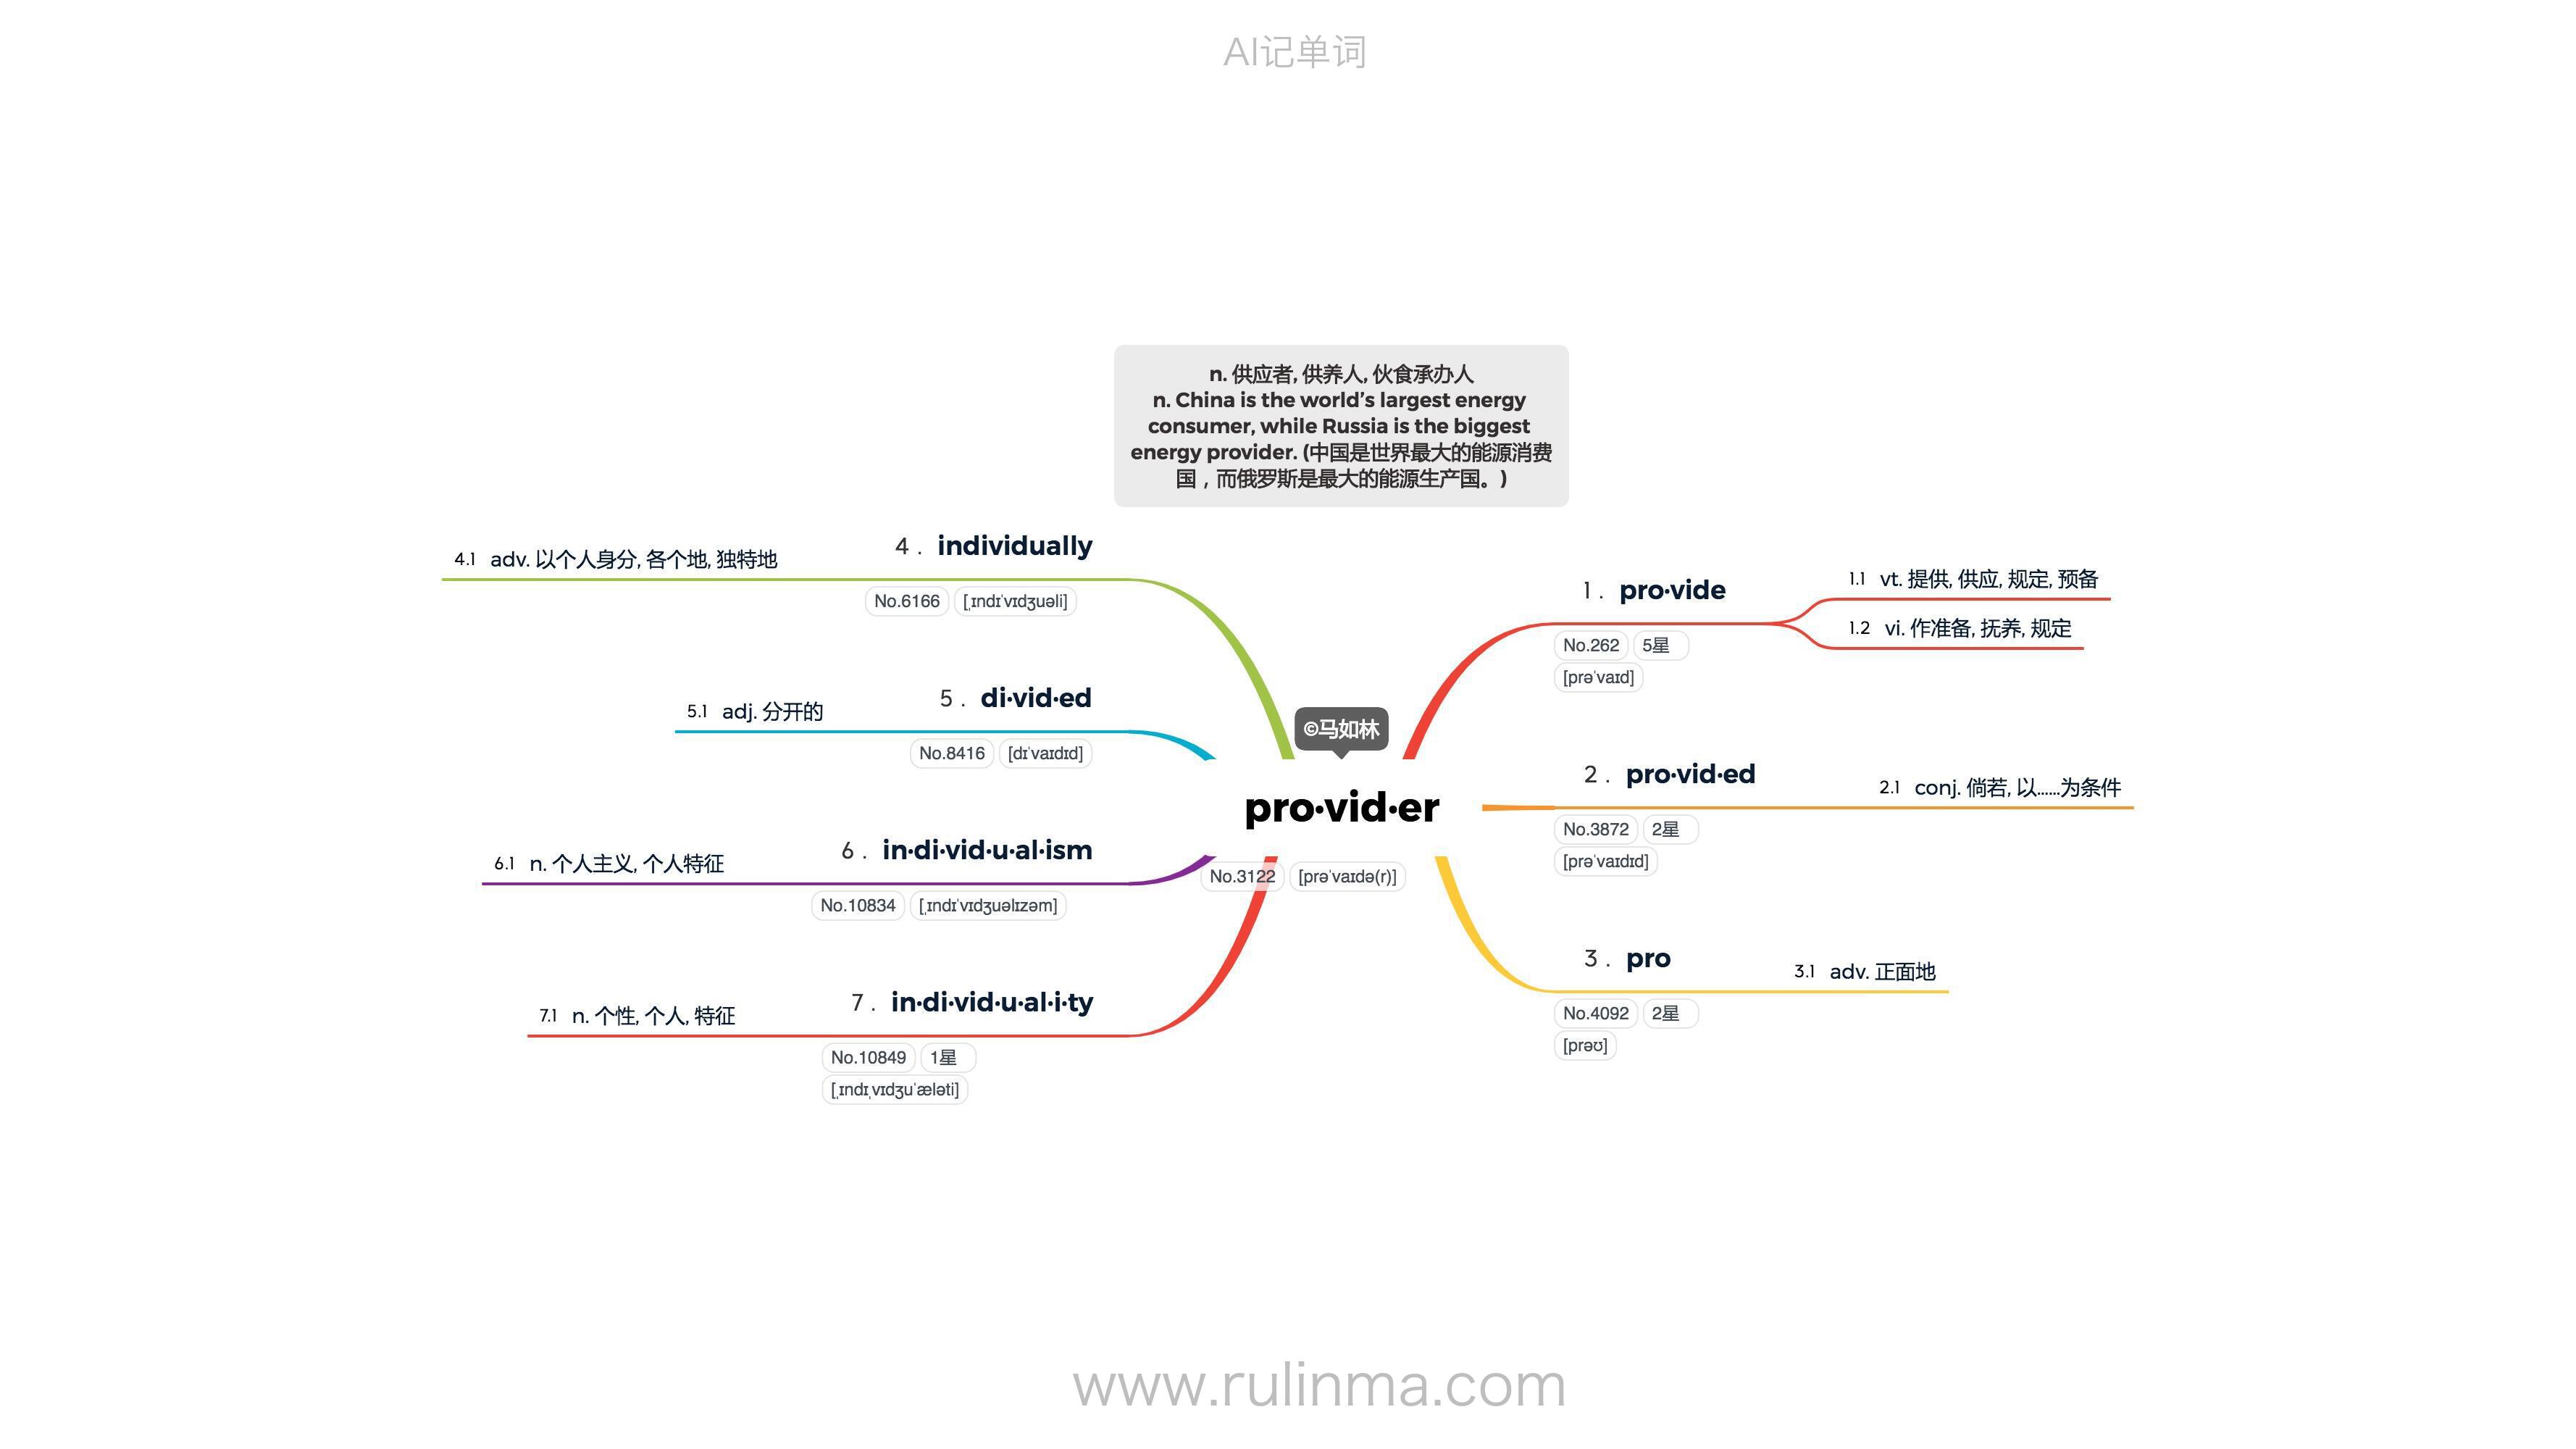 AI记单词
n. 供应者, 供养人, 伙食承办人
n. China is the world’s largest energy
consumer, while Russia is the biggest
energy provider. (中国是世界最大的能源消费
国，而俄罗斯是最大的能源生产国。)
©马如林
pro·vid·er
No.3122 [prəˈvaɪdə(r)]
1 . pro·vide
No.262 5星
[prəˈvaɪd]
1.1 vt. 提供, 供应, 规定, 预备
1.2 vi. 作准备, 抚养, 规定
2 . pro·vid·ed
No.3872 2星
[prəˈvaɪdɪd]
2.1 conj. 倘若, 以……为条件
3 . pro
No.4092 2星
[prəʊ]
3.1 adv. 正面地
4 . individually
No.6166 [ˌɪndɪˈvɪdʒuəli]
4.1 adv. 以个人身分, 各个地, 独特地
5 . di·vid·ed
No.8416 [dɪˈvaɪdɪd]
5.1 adj. 分开的
6 . in·di·vid·u·al·ism
No.10834 [ˌɪndɪˈvɪdʒuəlɪzəm]
6.1 n. 个人主义, 个人特征
7 . in·di·vid·u·al·i·ty
No.10849 1星
[ˌɪndɪˌvɪdʒuˈæləti]
7.1 n. 个性, 个人, 特征
www.rulinma.com